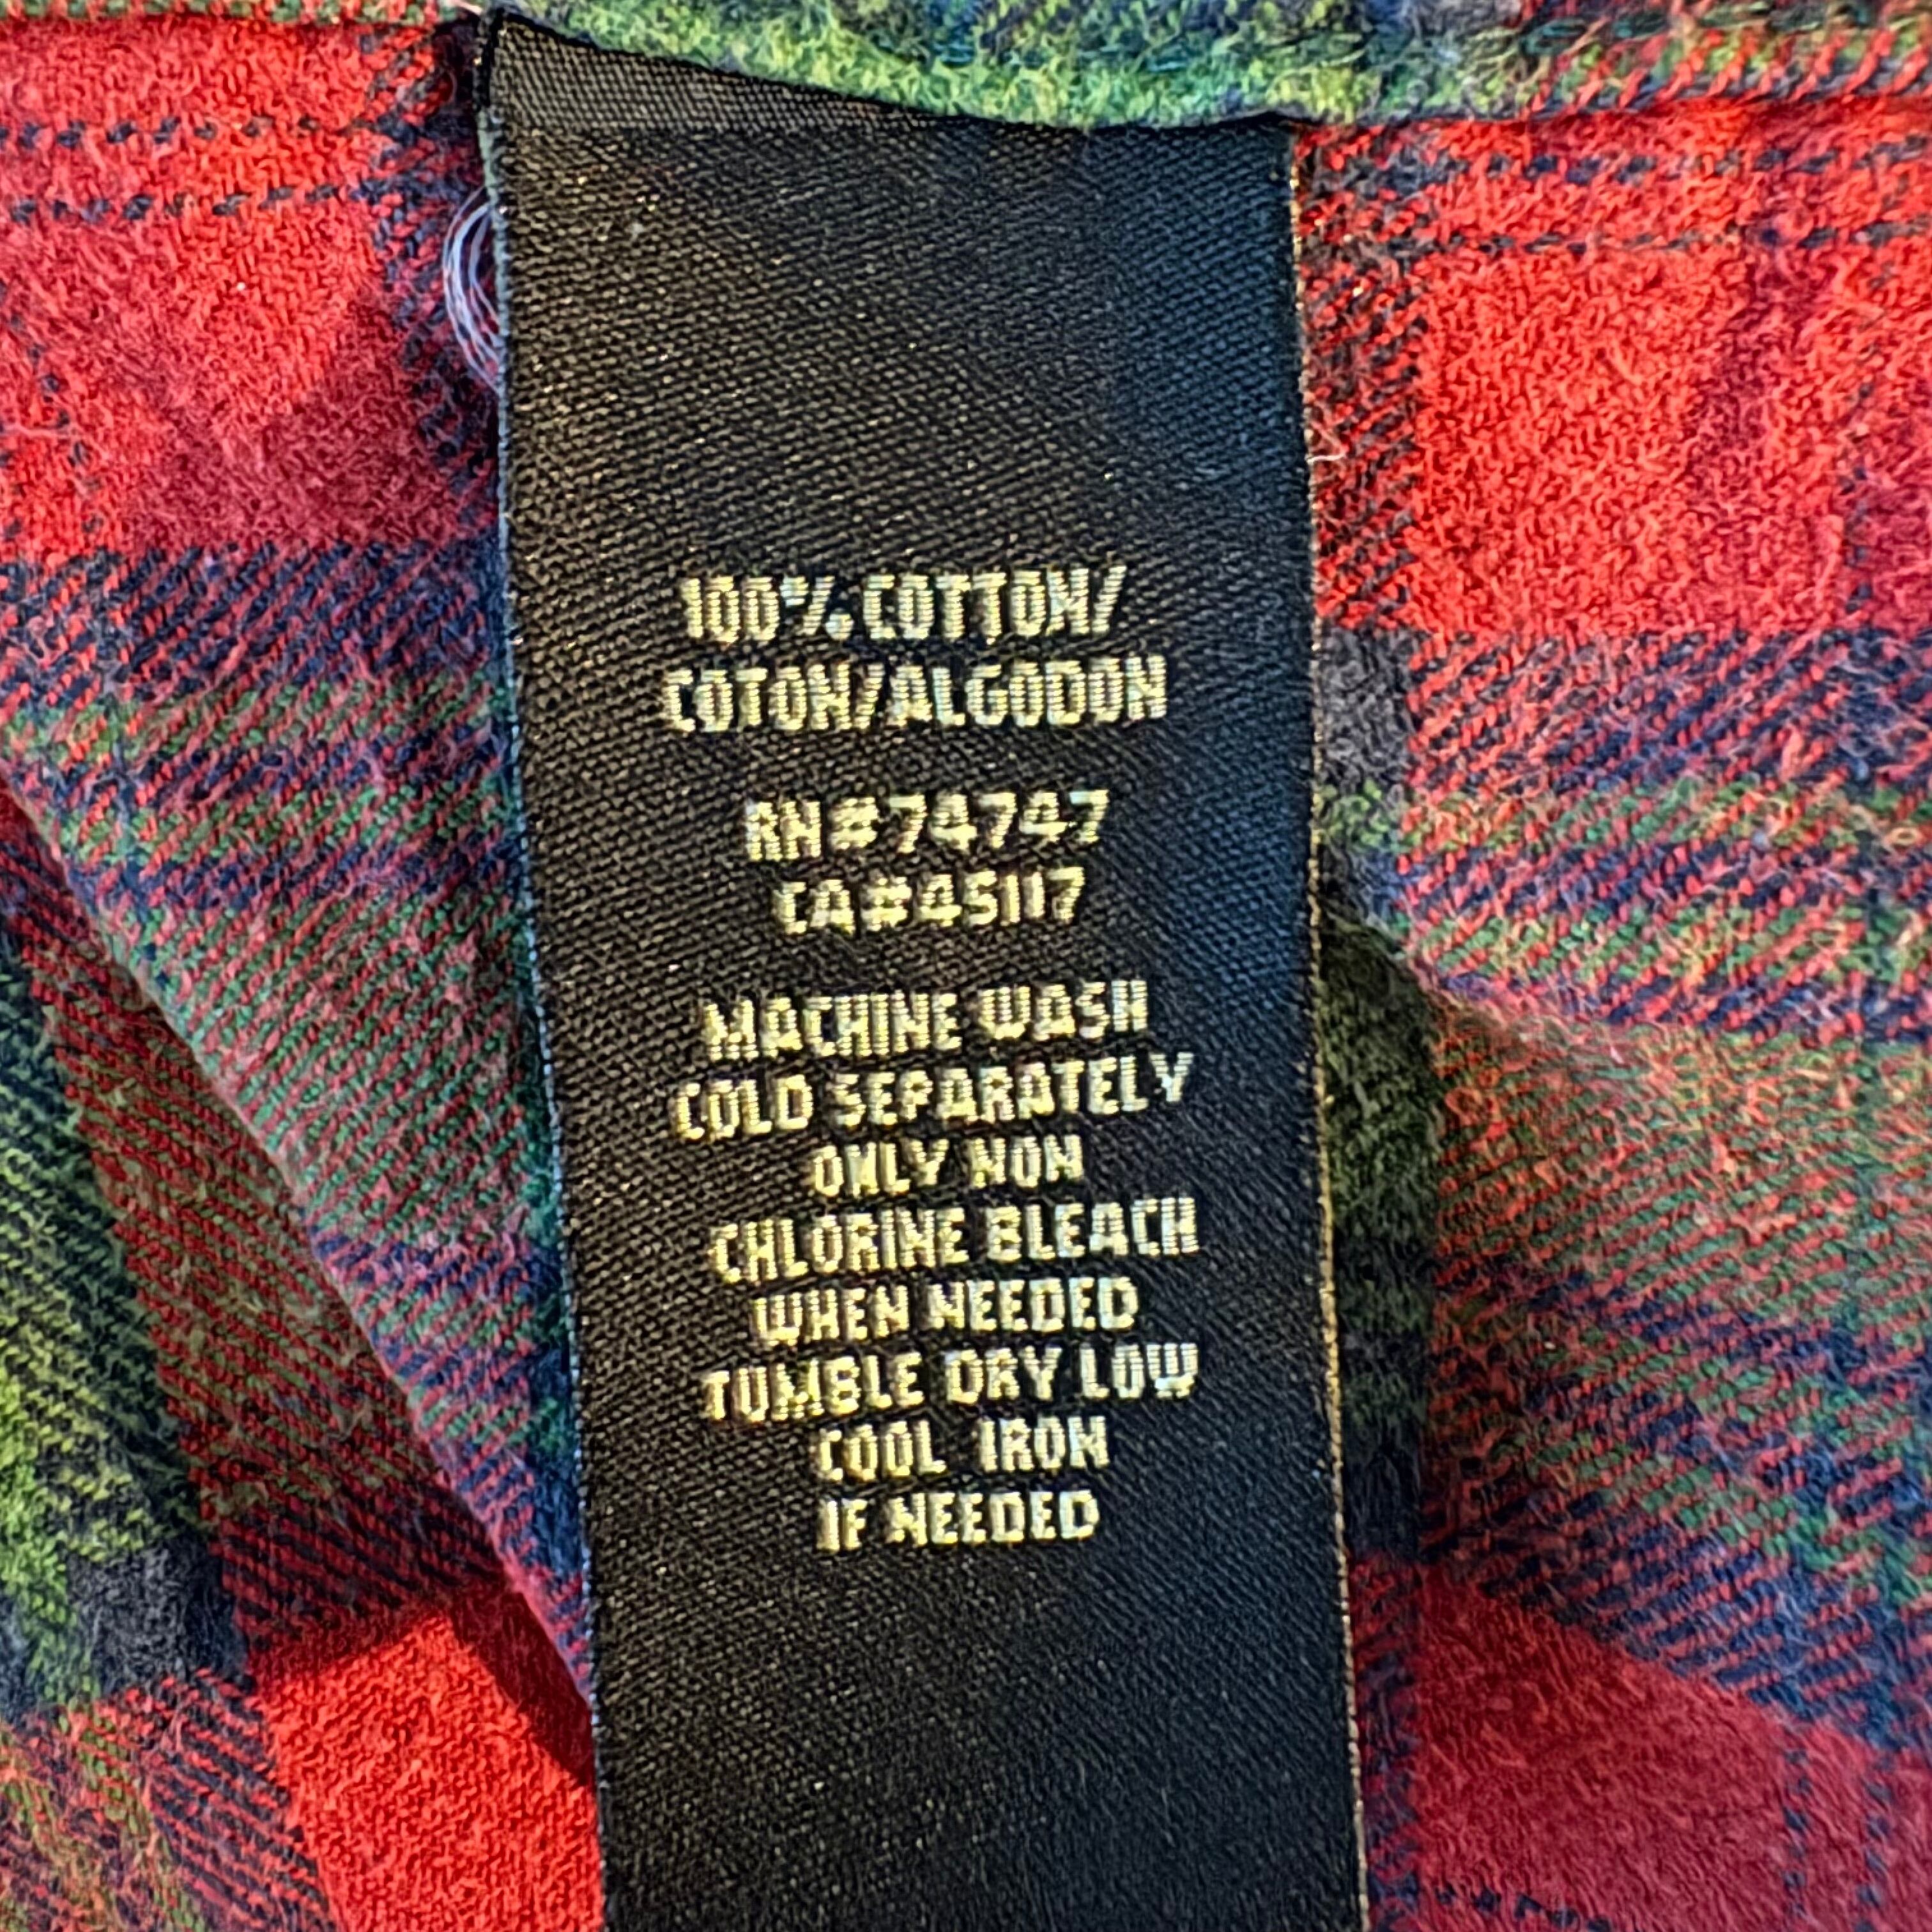 100% COTTON/
COTON/ALGODON
RN#74747
CA#45117
MACHINE WASH
COLD SEPARATELY
ONLY NON
CHLORINE BLEACH
WHEN NEEDED
TUMBLE DRY LOW
COOL IRON
IF NEEDED